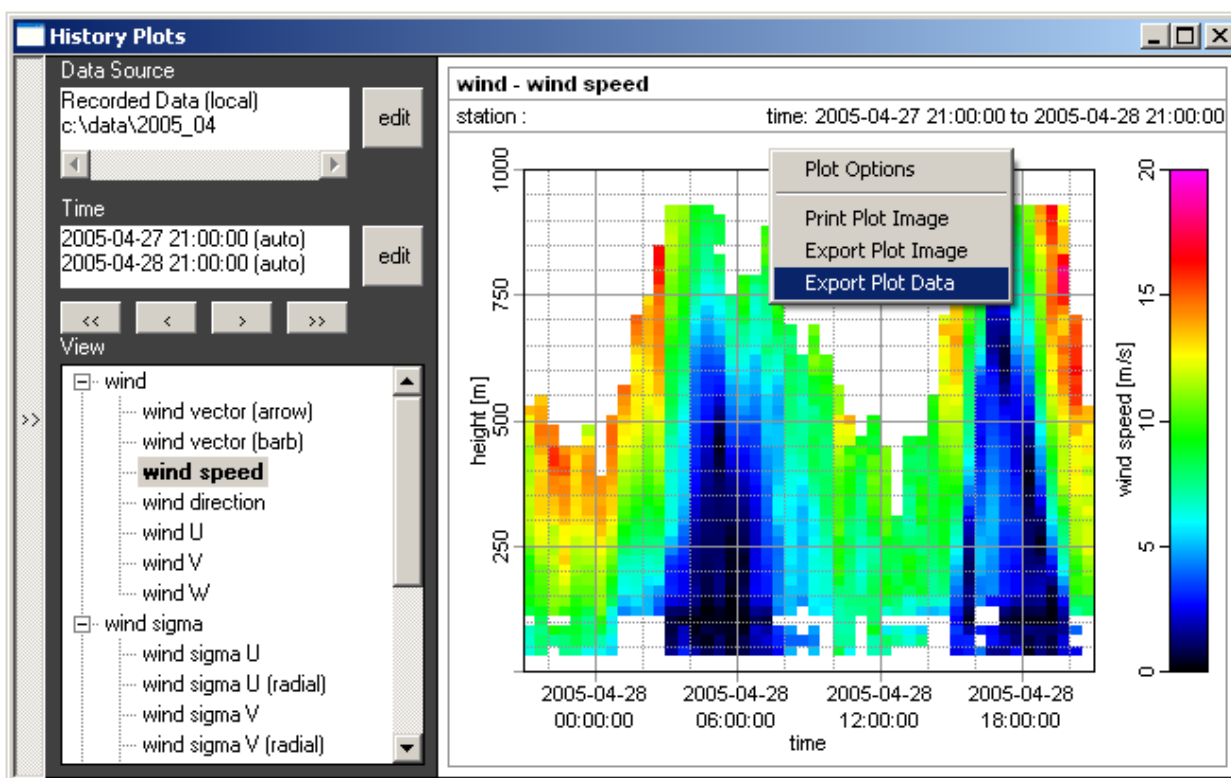 History Plots
Data Source
Recorded Data (local)
c:\data\2005_04
edit
Time
2005-04-27 21:00:00 (auto)
2005-04-28 21:00:00 (auto)
edit
<<
<
>
>>
View
wind
wind vector (arrow)
wind vector (barb)
wind speed
wind direction
wind U
wind V
wind W
wind sigma
wind sigma U
wind sigma U (radial)
wind sigma V
wind sigma V (radial)
>>
wind - wind speed
station :
time: 2005-04-27 21:00:00 to 2005-04-28 21:00:00
Plot Options
Print Plot Image
Export Plot Image
Export Plot Data
1000
750
500
250
height [m]
2005-04-28
00:00:00
2005-04-28
06:00:00
2005-04-28
12:00:00
2005-04-28
18:00:00
time
20
15
10
5
0
wind speed [m/s]